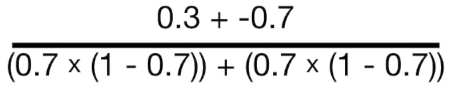 0.3 + -0.7
(0.7 × (1 - 0.7)) + (0.7 × (1 - 0.7))